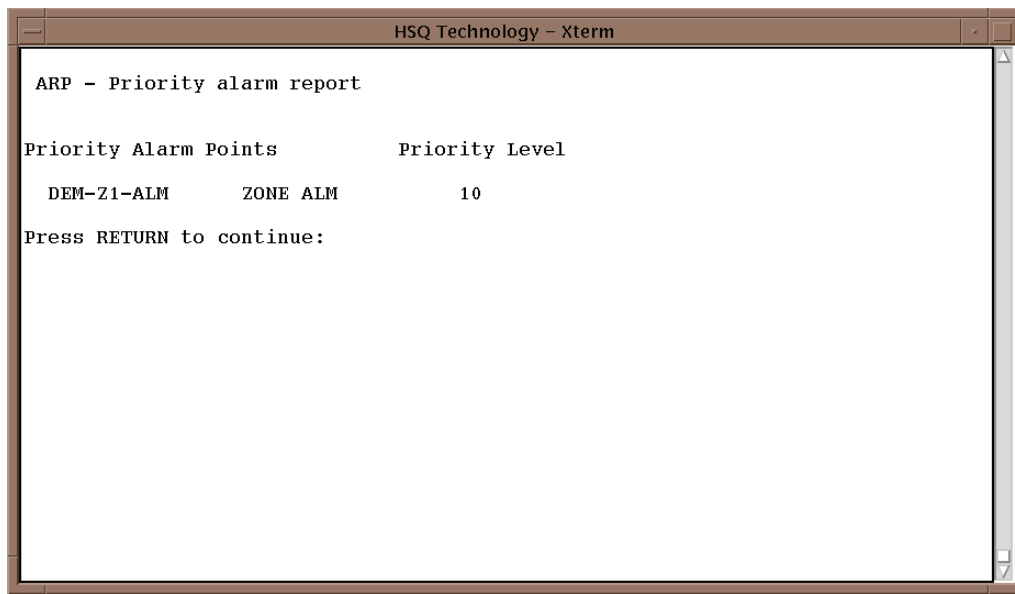 HSQ Technology – Xterm
ARP – Priority alarm report
Priority Alarm Points Priority Level
DEM–Z1–ALM ZONE ALM 10
Press RETURN to continue: